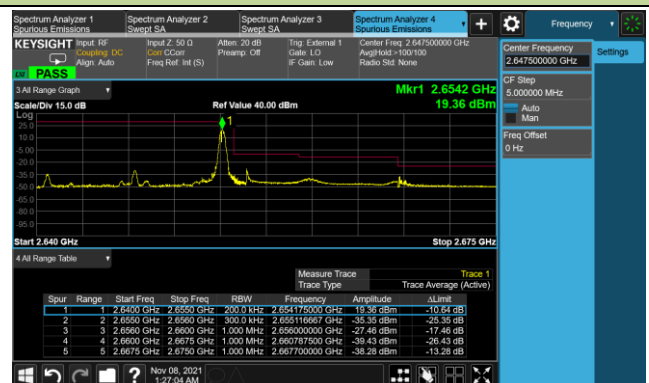 Spectrum Analyzer 1
Spurious Emissions
Spectrum Analyzer 2
Swept SA
Spectrum Analyzer 3
Swept SA
Spectrum Analyzer 4
Spurious Emissions
Frequency
KEYSIGHT
Input: RF
Coupling: DC
Align: Auto
Input Z: 50 Ω
Corr CCorr
Freq Ref: Int (S)
Atten: 20 dB
Preamp: Off
Trig: External 1
Gate: LO
IF Gain: Low
Center Freq: 2.647500000 GHz
Avg|Hold:>100/100
Radio Std: None
PASS
Center Frequency
2.647500000 GHz
Settings
CF Step
5.000000 MHz
Auto
Man
Freq Offset
0 Hz
3 All Range Graph
Mkr1 2.6542 GHz
Scale/Div 15.0 dB
Ref Value 40.00 dBm
19.36 dBm
Log
25.0
10.0
-5.00
-20.0
-35.0
-50.0
-65.0
-80.0
-95.0
1
Start 2.640 GHz
Stop 2.675 GHz
4 All Range Table
Measure Trace Trace 1
Trace Type Trace Average (Active)
Spur Range Start Freq Stop Freq RBW Frequency Amplitude ΔLimit
1 1 2.6400 GHz 2.6550 GHz 200.0 kHz 2.654175000 GHz 19.36 dBm -10.64 dB
2 2 2.6550 GHz 2.6560 GHz 300.0 kHz 2.655116667 GHz -35.35 dBm -25.35 dB
3 3 2.6560 GHz 2.6600 GHz 1.000 MHz 2.656000000 GHz -27.46 dBm -17.46 dB
4 4 2.6600 GHz 2.6675 GHz 1.000 MHz 2.660787500 GHz -39.43 dBm -26.43 dB
5 5 2.6675 GHz 2.6750 GHz 1.000 MHz 2.667700000 GHz -38.28 dBm -13.28 dB
Nov 08, 2021
1:27:04 AM